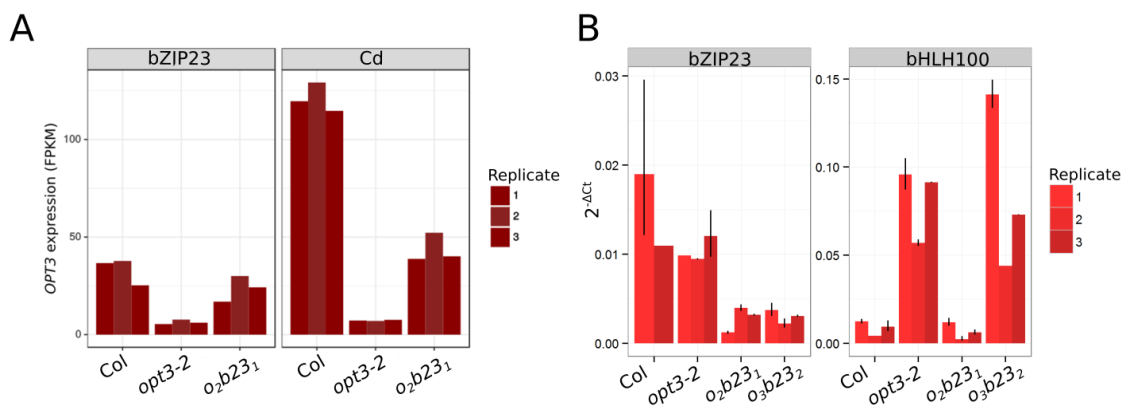 A
bZIP23
Cd
OPT3 expression (FPKM)
100
50
0
Col
opt3-2
o₂b23₁
Col
opt3-2
o₂b23₁
Replicate
1
2
3
B
bZIP23
bHLH100
2^-ΔCt
0.03
0.02
0.01
0.00
0.15
0.10
0.05
0.00
Col
opt3-2
o₂b23₁
o₃b23₂
Col
opt3-2
o₂b23₁
o₃b23₂
Replicate
1
2
3